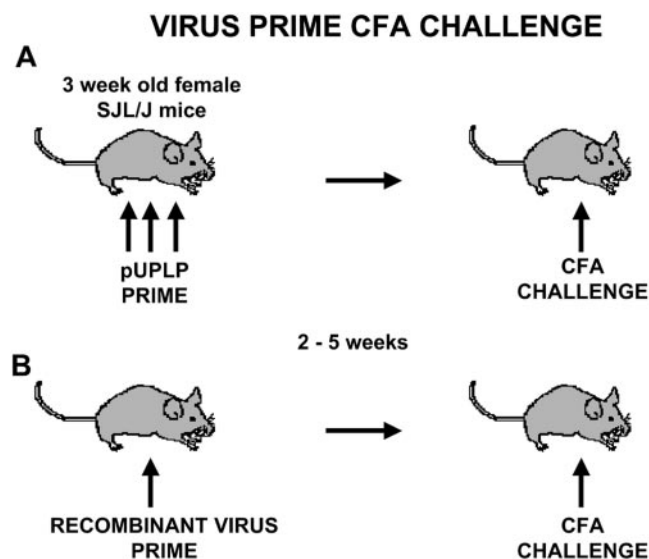 VIRUS PRIME CFA CHALLENGE
A
3 week old female
SJL/J mice
pUPLP
PRIME
CFA
CHALLENGE
2 - 5 weeks
B
RECOMBINANT VIRUS
PRIME
CFA
CHALLENGE